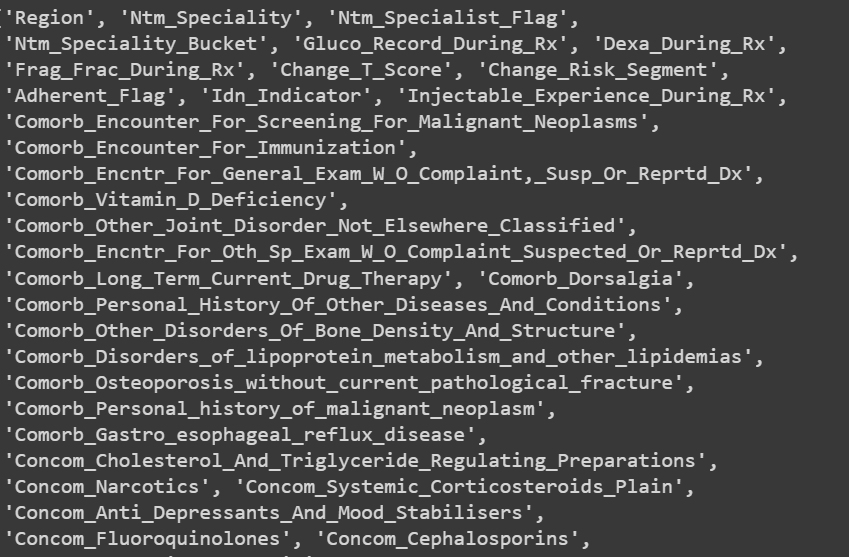 'Region', 'Ntm_Speciality', 'Ntm_Specialist_Flag',
'Ntm_Speciality_Bucket', 'Gluco_Record_During_Rx', 'Dexa_During_Rx',
'Frag_Frac_During_Rx', 'Change_T_Score', 'Change_Risk_Segment',
'Adherent_Flag', 'Idn_Indicator', 'Injectable_Experience_During_Rx',
'Comorb_Encounter_For_Screening_For_Malignant_Neoplasms',
'Comorb_Encounter_For_Immunization',
'Comorb_Encntr_For_General_Exam_W_O_Complaint,_Susp_Or_Reprtd_Dx',
'Comorb_Vitamin_D_Deficiency',
'Comorb_Other_Joint_Disorder_Not_Elsewhere_Classified',
'Comorb_Encntr_For_Oth_Sp_Exam_W_O_Complaint_Suspected_Or_Reprtd_Dx',
'Comorb_Long_Term_Current_Drug_Therapy', 'Comorb_Dorsalgia',
'Comorb_Personal_History_Of_Other_Diseases_And_Conditions',
'Comorb_Other_Disorders_Of_Bone_Density_And_Structure',
'Comorb_Disorders_of_lipoprotein_metabolism_and_other_lipidemias',
'Comorb_Osteoporosis_without_current_pathological_fracture',
'Comorb_Personal_history_of_malignant_neoplasm',
'Comorb_Gastro_esophageal_reflux_disease',
'Concom_Cholesterol_And_Triglyceride_Regulating_Preparations',
'Concom_Narcotics', 'Concom_Systemic_Corticosteroids_Plain',
'Concom_Anti_Depressants_And_Mood_Stabilisers',
'Concom_Fluoroquinolones', 'Concom_Cephalosporins',